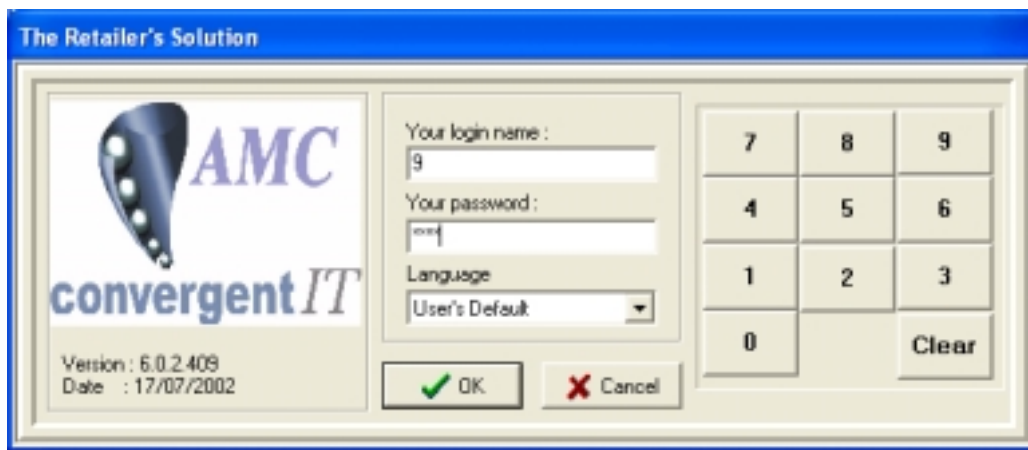 The Retailer's Solution
AMC
convergent IT
Version : 6.0.2.409
Date : 17/07/2002
Your login name :
9
Your password :
****
Language
User's Default
OK
Cancel
7 8 9
4 5 6
1 2 3
0 Clear